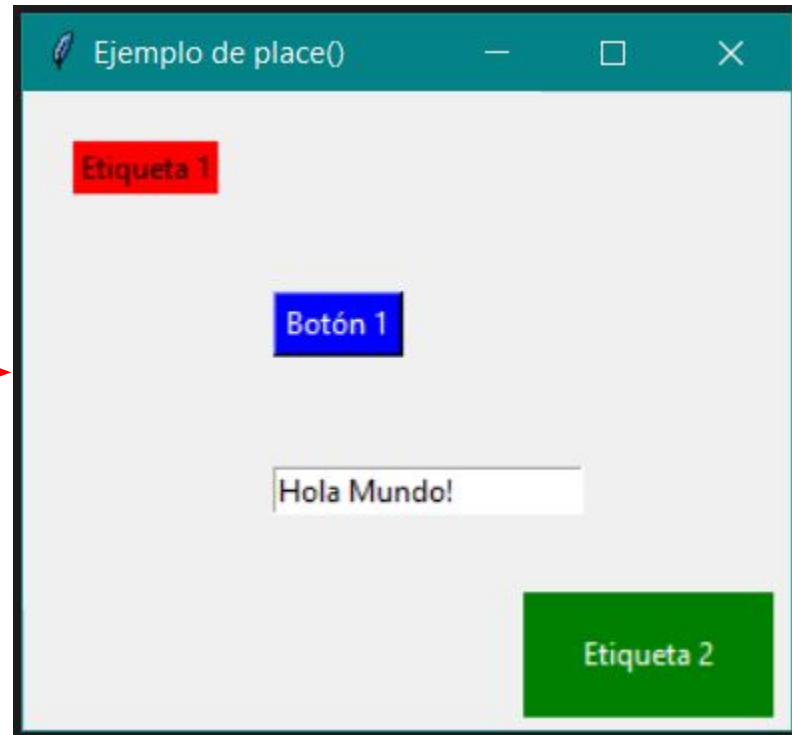 Ejemplo de place()
Etiqueta 1
Botón 1
Hola Mundo!
Etiqueta 2